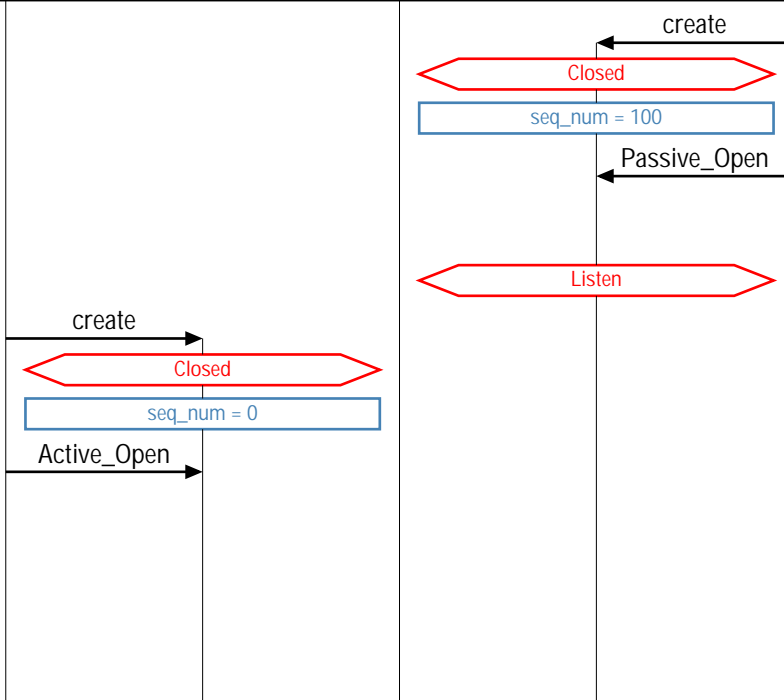 create
Closed
seq_num = 100
Passive_Open
Listen
create
Closed
seq_num = 0
Active_Open